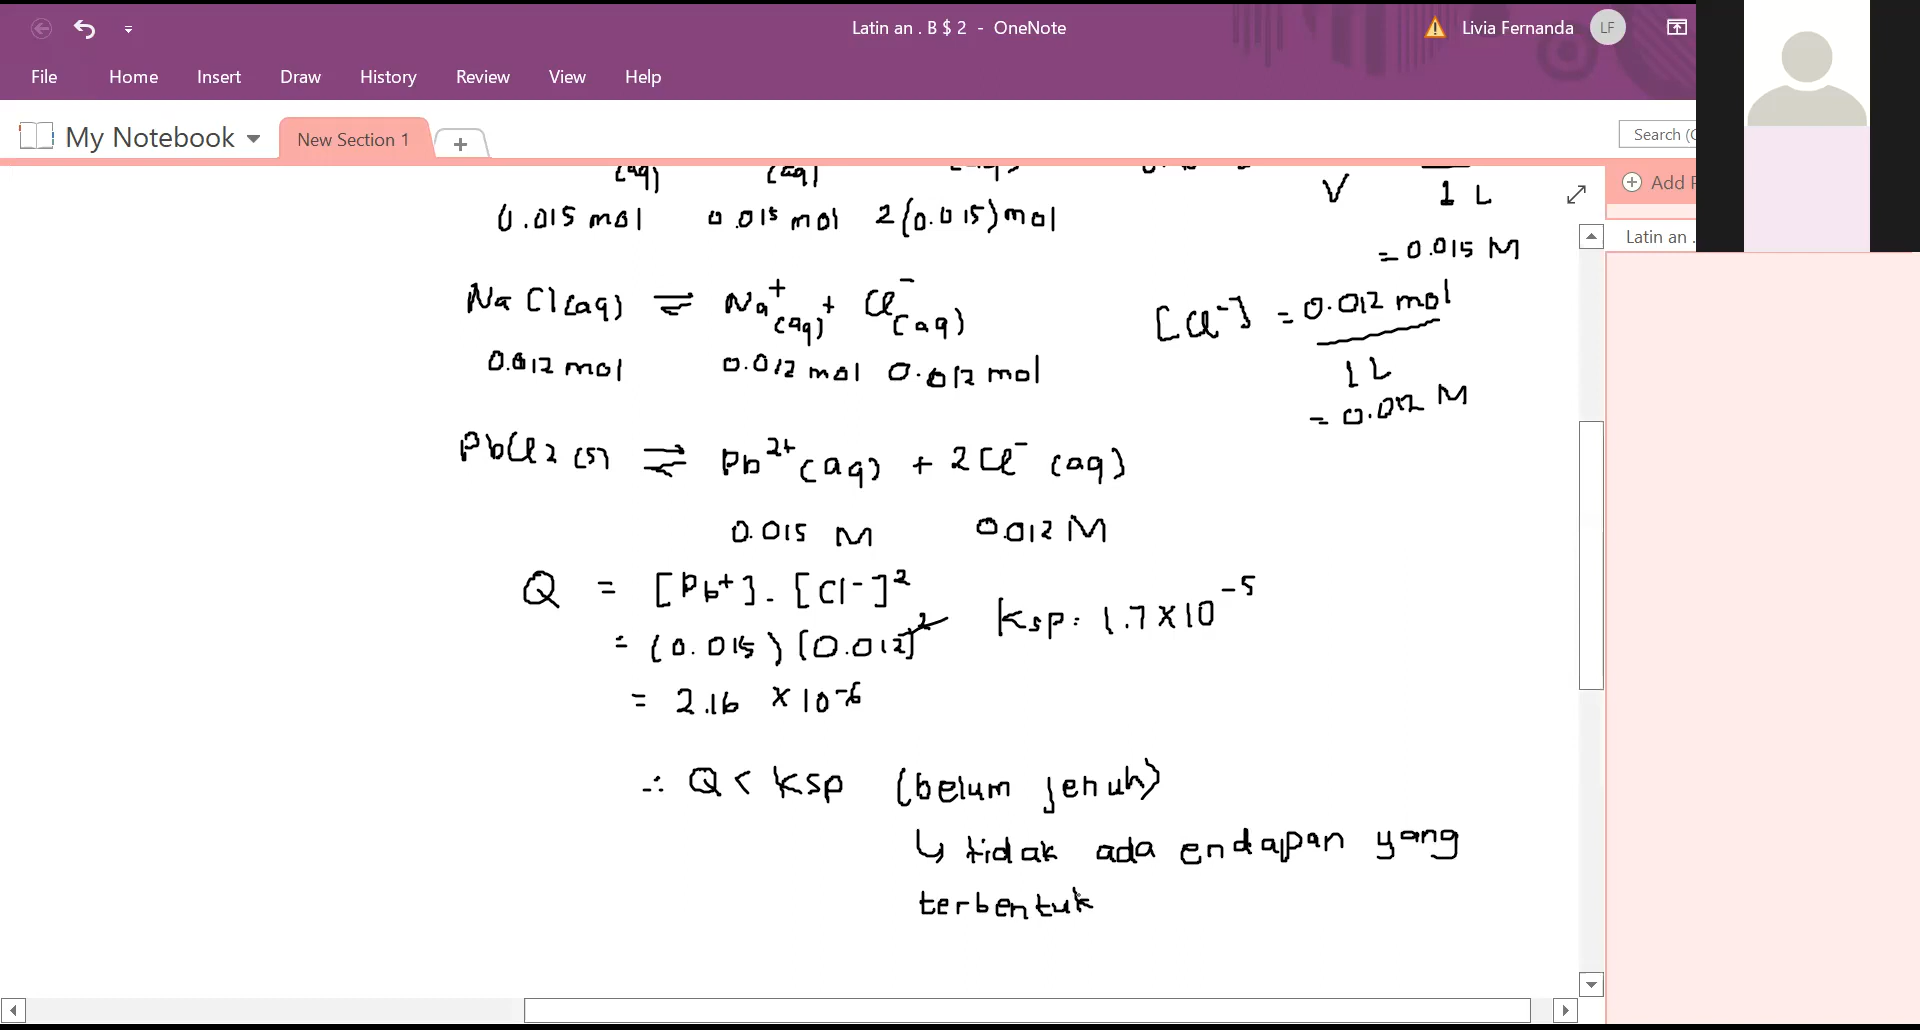 Latin an . B $ 2 - OneNote
Livia Fernanda
LF
File Home Insert Draw History Review View Help
My Notebook
New Section 1
+
Search (C
Add P
Latin an .
(aq) (aq)
V 1 L
0.015 mol 0.015 mol 2(0.015)mol
= 0.015 M
NaCl(aq) ⇌ Na⁺(aq) + Cl⁻(aq)
[Cl⁻] = 0.012 mol
1 L
0.012 mol 0.012 mol 0.012 mol
= 0.012 M
PbCl₂(s) ⇌ Pb²⁺(aq) + 2Cl⁻(aq)
0.015 M 0.012 M
Q = [Pb⁺] . [Cl⁻]²
Ksp = 1.7 × 10⁻⁵
= (0.015) [0.012]²
= 2.16 × 10⁻⁶
∴ Q < Ksp (belum jenuh)
↳ tidak ada endapan yang
terbentuk